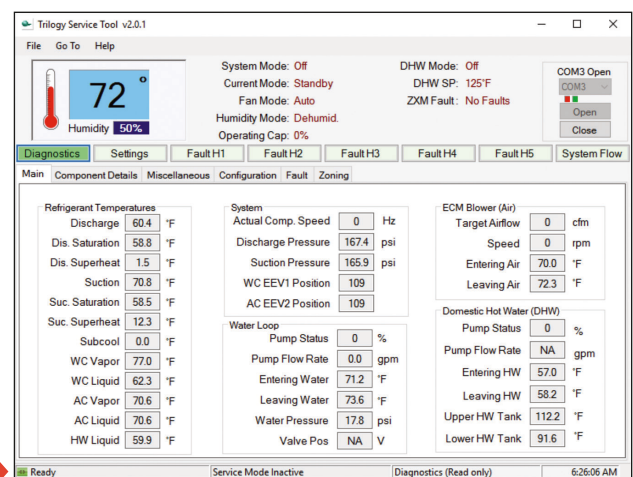 Trilogy Service Tool v2.0.1
File Go To Help
72°
Humidity 50%
System Mode: Off
Current Mode: Standby
Fan Mode: Auto
Humidity Mode: Dehumid.
Operating Cap: 0%
DHW Mode: Off
DHW SP: 125°F
ZXM Fault: No Faults
COM3 Open
COM3
Open
Close
Diagnostics Settings Fault H1 Fault H2 Fault H3 Fault H4 Fault H5 System Flow
Main Component Details Miscellaneous Configuration Fault Zoning
Refrigerant Temperatures
Discharge 60.4 °F
Dis. Saturation 58.8 °F
Dis. Superheat 1.5 °F
Suction 70.8 °F
Suc. Saturation 58.5 °F
Suc. Superheat 12.3 °F
Subcool 0.0 °F
WC Vapor 77.0 °F
WC Liquid 62.3 °F
AC Vapor 70.6 °F
AC Liquid 70.6 °F
HW Liquid 59.9 °F
System
Actual Comp. Speed 0 Hz
Discharge Pressure 167.4 psi
Suction Pressure 165.9 psi
WC EEV1 Position 109
AC EEV2 Position 109
Water Loop
Pump Status 0 %
Pump Flow Rate 0.0 gpm
Entering Water 71.2 °F
Leaving Water 73.6 °F
Water Pressure 17.8 psi
Valve Pos NA V
ECM Blower (Air)
Target Airflow 0 cfm
Speed 0 rpm
Entering Air 70.0 °F
Leaving Air 72.3 °F
Domestic Hot Water (DHW)
Pump Status 0 %
Pump Flow Rate NA gpm
Entering HW 57.0 °F
Leaving HW 58.2 °F
Upper HW Tank 112.2 °F
Lower HW Tank 91.6 °F
Ready Service Mode Inactive Diagnostics (Read only) 6:26:06 AM